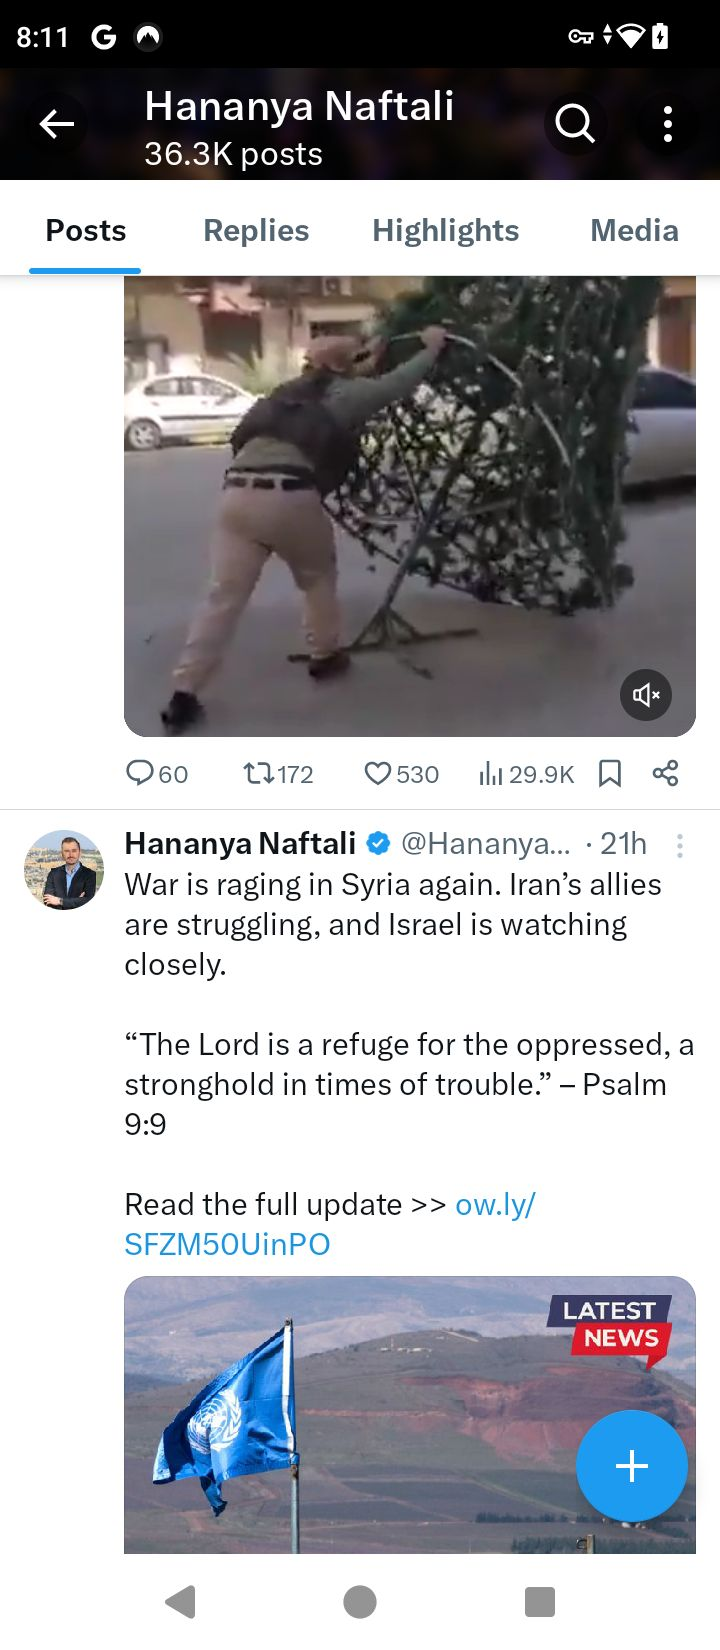 8:11
Hananya Naftali
36.3K posts
Posts Replies Highlights Media
60 172 530 29.9K
Hananya Naftali @Hananya... · 21h
War is raging in Syria again. Iran’s allies
are struggling, and Israel is watching
closely.
“The Lord is a refuge for the oppressed, a
stronghold in times of trouble.” – Psalm
9:9
Read the full update >> ow.ly/
SFZM50UinPO
LATEST
NEWS